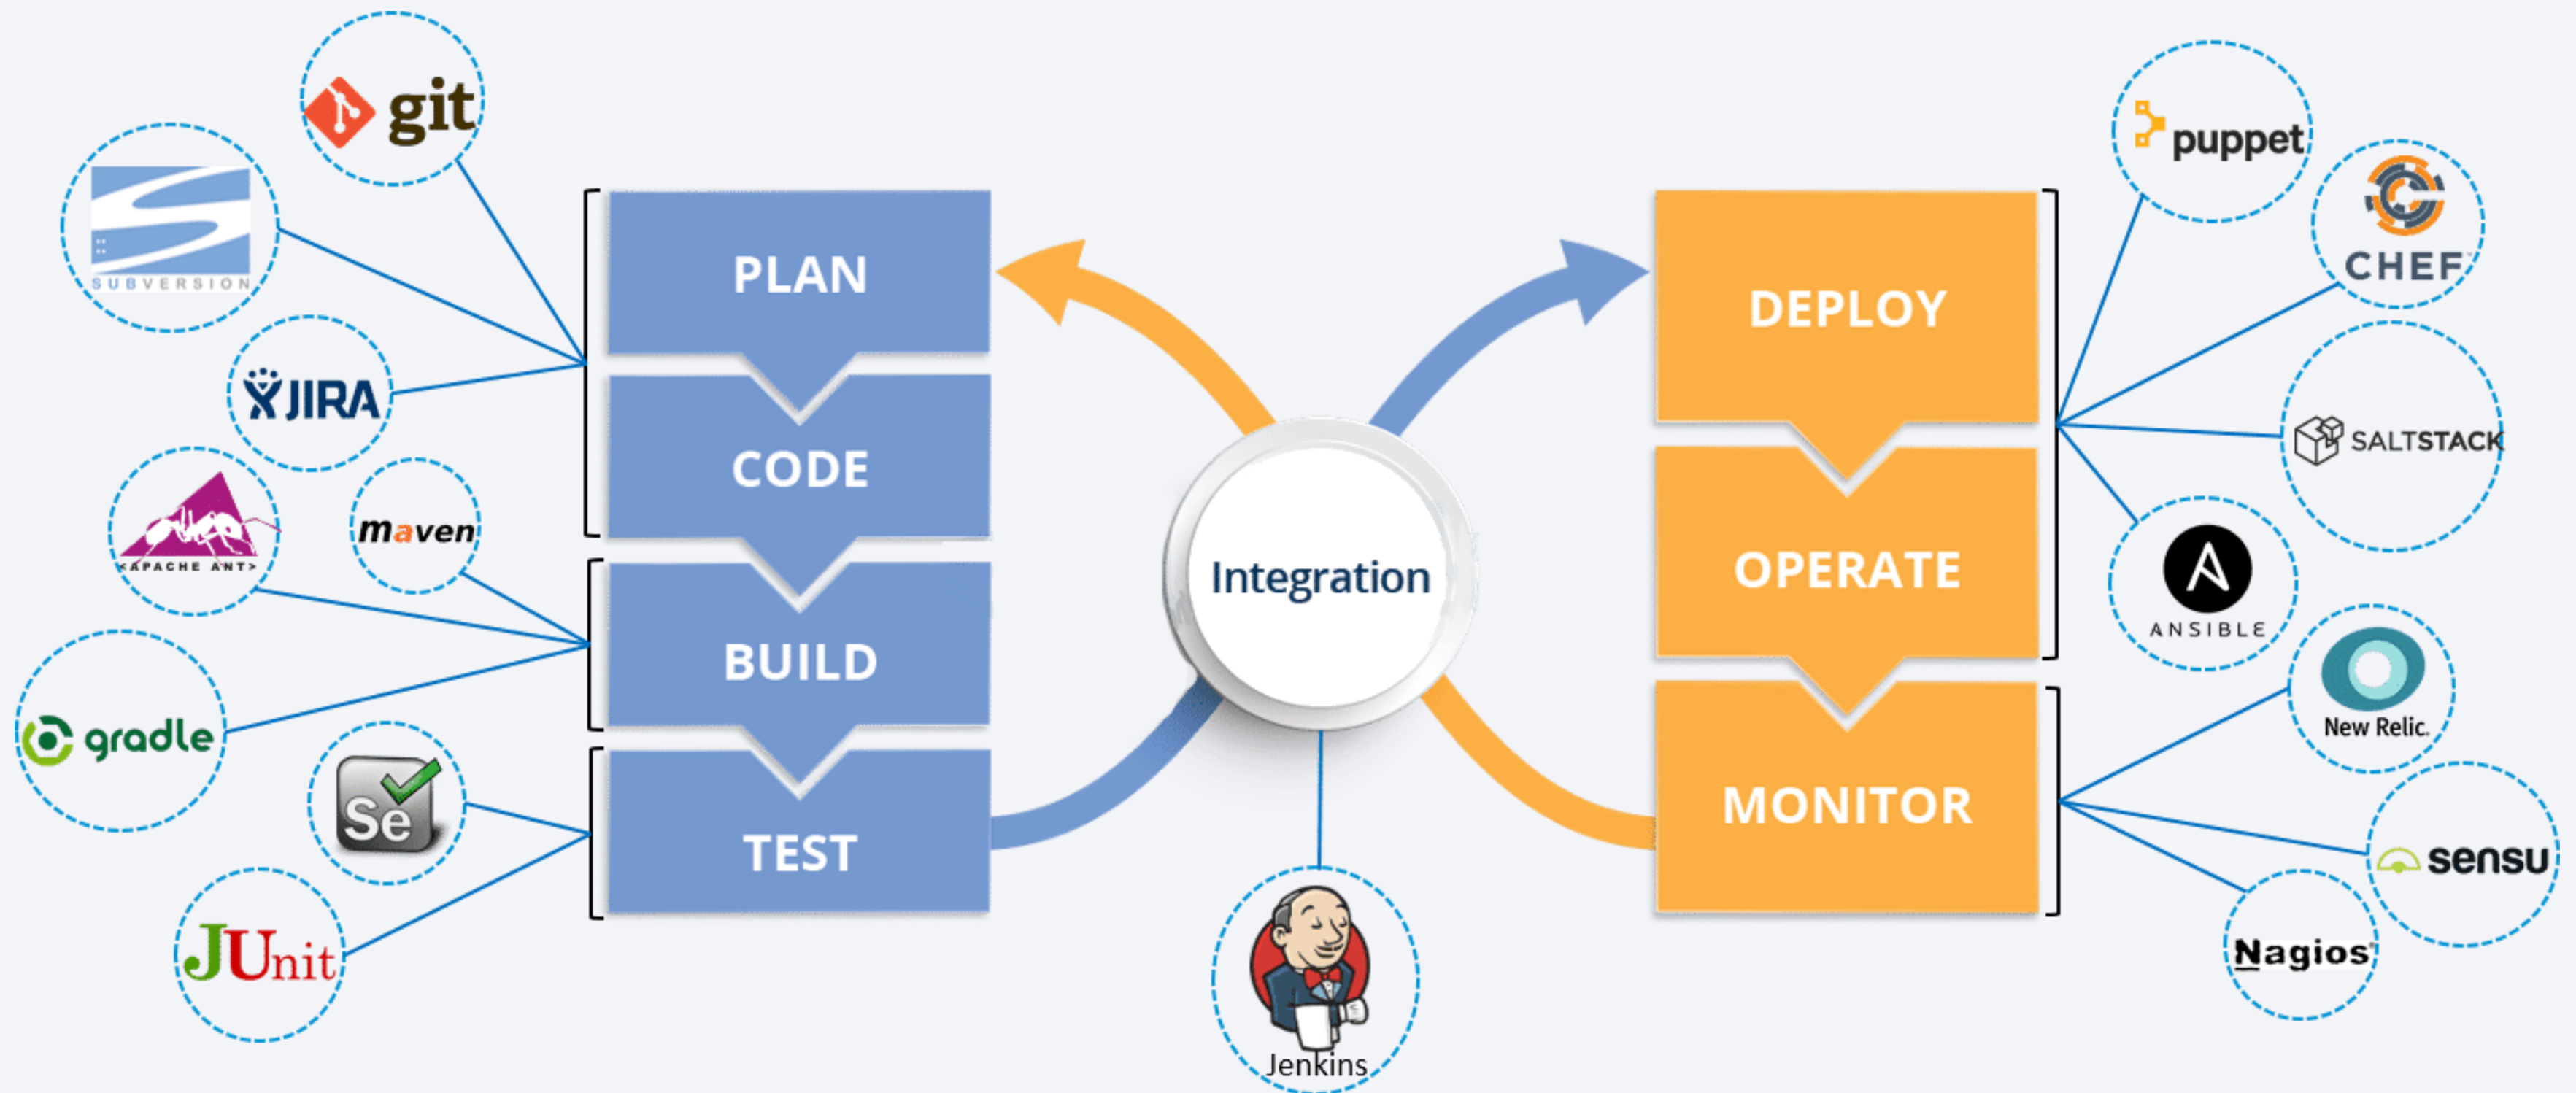 git
SUBVERSION
JIRA
<APACHE ANT>
maven
gradle
Se
JUnit
PLAN
CODE
BUILD
TEST
Integration
Jenkins
DEPLOY
OPERATE
MONITOR
puppet
CHEF
SALTSTACK
ANSIBLE
New Relic.
sensu
Nagios